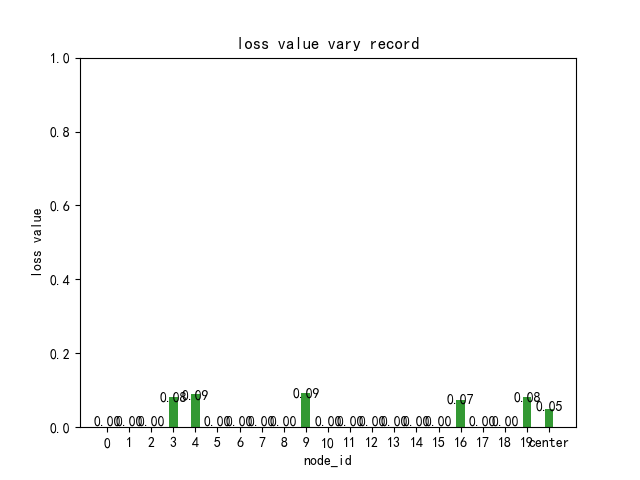 loss value vary record
1.0
0.8
0.6
0.4
0.2
0.0
loss value
0.00 0.00 0.00 0.08 0.09 0.00 0.00 0.00 0.00 0.09 0.00 0.00 0.00 0.00 0.00 0.00 0.07 0.00 0.00 0.08 0.05
0 1 2 3 4 5 6 7 8 9 10 11 12 13 14 15 16 17 18 19 center
node_id